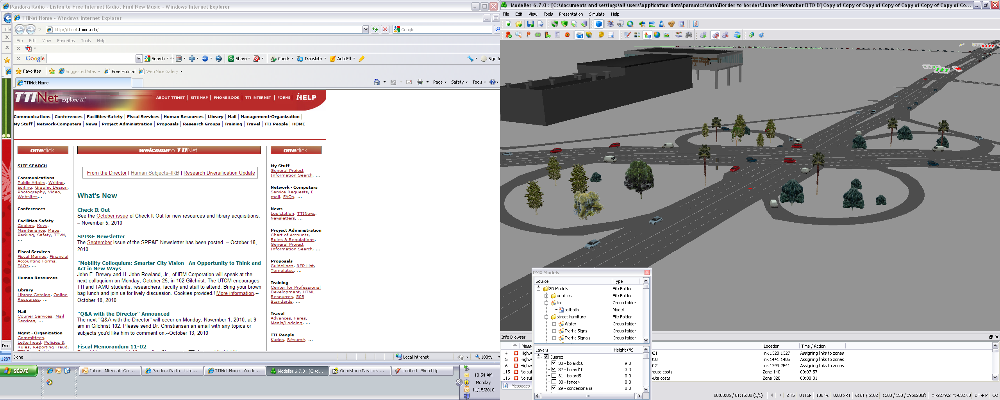 Pandora Radio - Listen to Free Internet Radio, Find New Music - Windows Internet Explorer
TTINet Home - Windows Internet Explorer
http://ttinet.tamu.edu/
Google
File Edit View Favorites Tools Help
Google Search Share Check Translate AutoFill Sign In
Favorites Suggested Sites Free Hotmail Web Slice Gallery
TTINet Home
Page Safety Tools
TTINet explore it!
ABOUT TTINET | SITE MAP | PHONE BOOK | TTI INTERNET | FORMS | iHELP
Communications | Conferences | Facilities·Safety | Fiscal Services | Human Resources | Library | Mail | Management·Organization |
My Stuff | Network·Computers | News | Project Administration | Proposals | Research Groups | Training | Travel | TTI People | HOME
oneclick
SITE SEARCH
Communications
Public Affairs, Writing,
Editing, Graphic Design,
Photography, Video,
Websites...
Conferences
Facilities·Safety
Copiers, Keys,
Maintenance, Maps,
Parking, Safety, TTVN,
...
Fiscal Services
Fiscal Memos, Financial
Accounting Forms,
FAQs, ...
Human Resources
Library
Library Catalog, Online
Resources, ...
Mail
Courier Services, Mail
Services, ...
Mgmt · Organization
Committees,
Letterhead, Policies &
Rules, Reporting Fraud,
welcometo TTINet
From the Director | Human Subjects–IRB | Research Diversification Update
What's New
Check It Out
See the October issue of Check It Out for new resources and library acquisitions.
– November 5, 2010
SPP&E Newsletter
The September issue of the SPP&E Newsletter has been posted. – October 18,
2010
"Mobility Colloquium: Smarter City Vision—An Opportunity to Think and
Act in New Ways
John F. Drewry and H. John Rowland, Jr., of IBM Corporation will speak at the
next colloquium on Monday, October 25, in 102 Gilchrist. The UTCM encourages
TTI and TAMU students, researchers, faculty and staff to attend. Bring your brown
bag lunch and join us for lively discussion. Cookies provided.! More information.--
October 18, 2010
"Q&A with the Director" Announced
The next "Q&A with the Director" will occur on Monday, November 1, 2010, at 9
am in Gilchrist 102. Please send Dr. Christiansen an email with any topics or
subjects you'd like him to comment on.--October 13, 2010
Fiscal Memorandum 11-02
oneclick
My Stuff
General Project
Information Search, ...
Network · Computers
Service Requests, E-
mail, FAQs, ...
News
Legislation, TTINews,
Newsletters, ...
Project Administration
Chart of Accounts,
Rules & Regulations,
General Project
Information Search, ...
Proposals
Guidelines, RFP List,
Templates, ...
Training
Center for Professional
Development, HTML
Resources, 508
Standards, ...
Travel
Advances, Fares,
Meals/Lodging, ...
TTI People
Kudos, Résumé, ...
File
Done
1287
Done Local intranet 100%
start
Inbox - Microsoft Out...
Pandora Radio - Liste...
TTINet Home - Windo...
Modeller 6.7.0 : [C:\d...
Quadstone Paramics ...
Untitled - SketchUp
10:54 AM
Monday
11/15/2010
Modeller 6.7.0 : [C:\documents and settings\all users\application data\paramics\data\Border to border\Juarez November BTO B] Copy of Copy of Copy of Copy of Copy of Copy of Copy of Copy of Co...
File Edit View Tools Presentation Simulate Help
PMX Models
Source Type
3D Models File Folder
vehicles File Folder
toll Group folder
tollboth Model
street furniture File Folder
Water Group folder
Traffic Signs Group folder
Traffic Signals Group folder
Layers Height (ft)
Juarez
33 - bolard10 9.8
32 - bolard10 3.3
31 - bolard5 0.0
30 - fence4 0.0
29 - concesionaria 0.0
Info Browser
Messa Location Time / Action
4 Highw 021 link 1328:1327 Assigning links to zones
5 Highw 010 link 1441:1405 Assigning links to zones
6 Highw 012 link 1799:2541 Assigning links to zones
115 No sui route costs Zone 140 00:07:57
116 No sui oute costs Zone 320 00:08:01
Messages
00:08:06 / 01:15:00 (1/1) 2 TS 0 ITSP 100 % 0.00 xRT 6161 / 6182 1280 / 158 / 2960236ft X:-2279.2 Y:-8327.0 DF + P CO